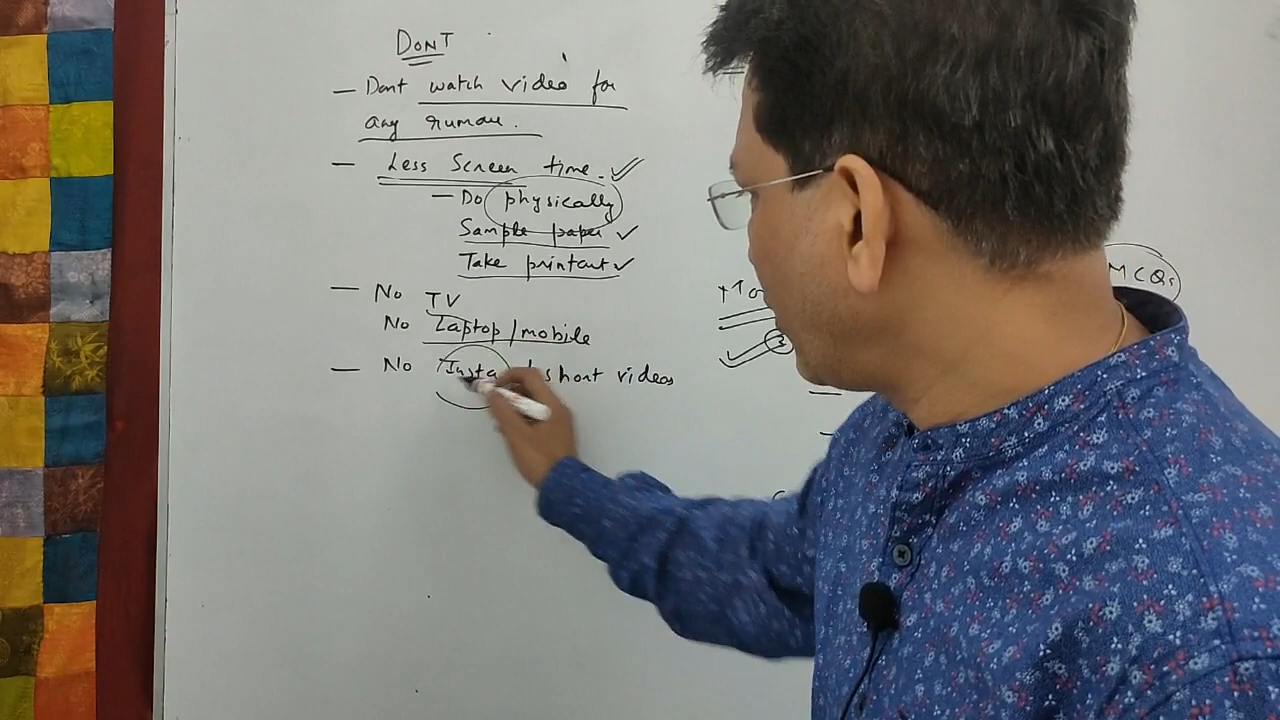 DONT
— Dont watch video for
any rumour.
— Less Screen time.
— Do physically
Sample paper
Take printout
— No TV
No Laptop/mobile
— No Insta short videos
MCQs